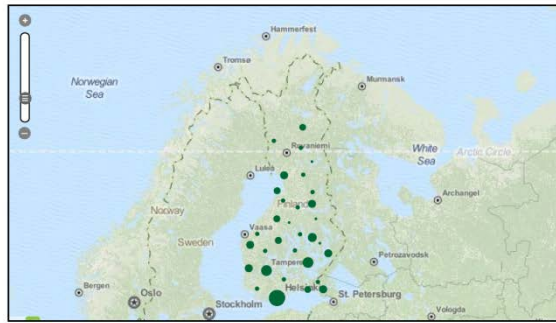 Hammerfest
Tromsø
Murmansk
Norwegian
Sea
Rovaniemi
White
Sea
Arctic Circle
Luleå
Archangel
Finland
Norway
Vaasa
Sweden
Petrozavodsk
Tampere
Bergen
Oslo
Helsinki
St. Petersburg
Stockholm
Vologda